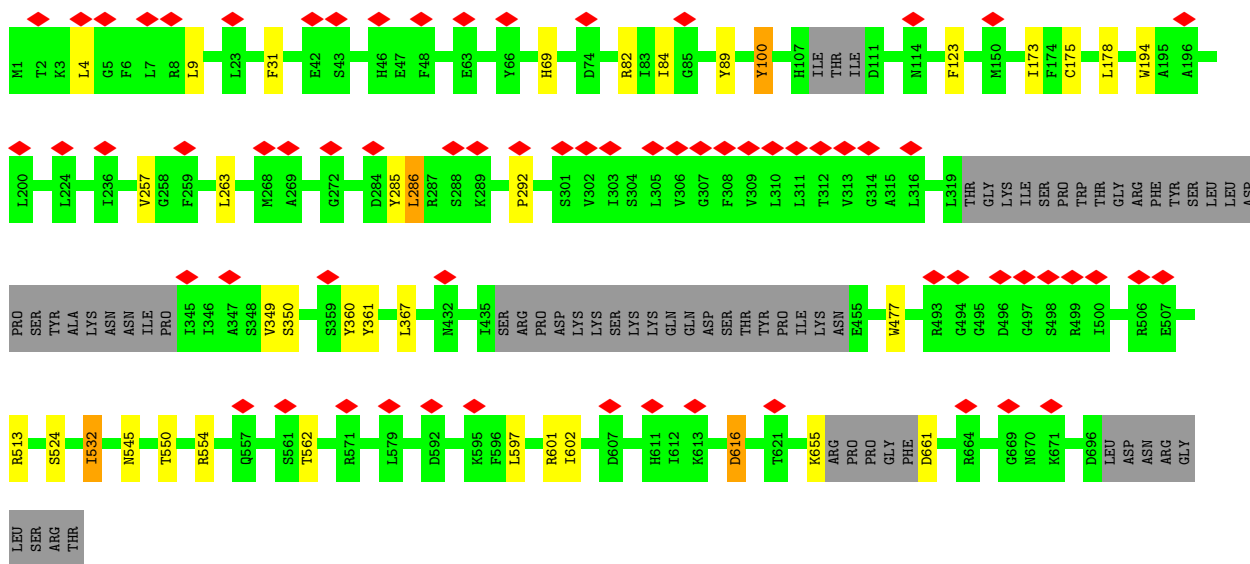 M1 T2 K3 L4 G5 F6 L7 R8 L9 L23 F31 E42 S43 H46 E47 F48 E63 Y66 H69 D74 R82 I83 I84 G85 Y89 Y100 H107 ILE THR ILE D111 N114 F123 M150 I173 F174 C175 L178 W194 A195 A196
L200 L224 I236 V257 G258 F259 L263 M268 A269 G272 D284 Y285 L286 R287 S288 K289 P292 S301 V302 I303 S304 L305 V306 G307 F308 V309 L310 L311 T312 V313 G314 A315 L316 L319 THR GLY LYS ILE SER PRO TRP THR GLY ARG PHE TYR SER LEU LEU ASP
PRO SER TYR ALA LYS ASN ASN ILE PRO I345 I346 A347 S348 V349 S350 S359 Y360 Y361 L367 N432 I435 SER ARG PRO ASP LYS LYS SER LYS LYS GLN GLN ASP SER THR TYR PRO ILE LYS ASN E455 W477 R493 G494 G495 D496 G497 S498 R499 I500 R506 E507
R513 S524 I532 N545 T550 R554 Q557 S561 T562 R571 L579 D592 K595 F596 L597 R601 I602 D607 H611 I612 K613 D616 T621 K655 ARG PRO PRO GLY PHE D661 R664 G669 N670 K671 D696 LEU ASP ASN ARG GLY
LEU SER ARG THR